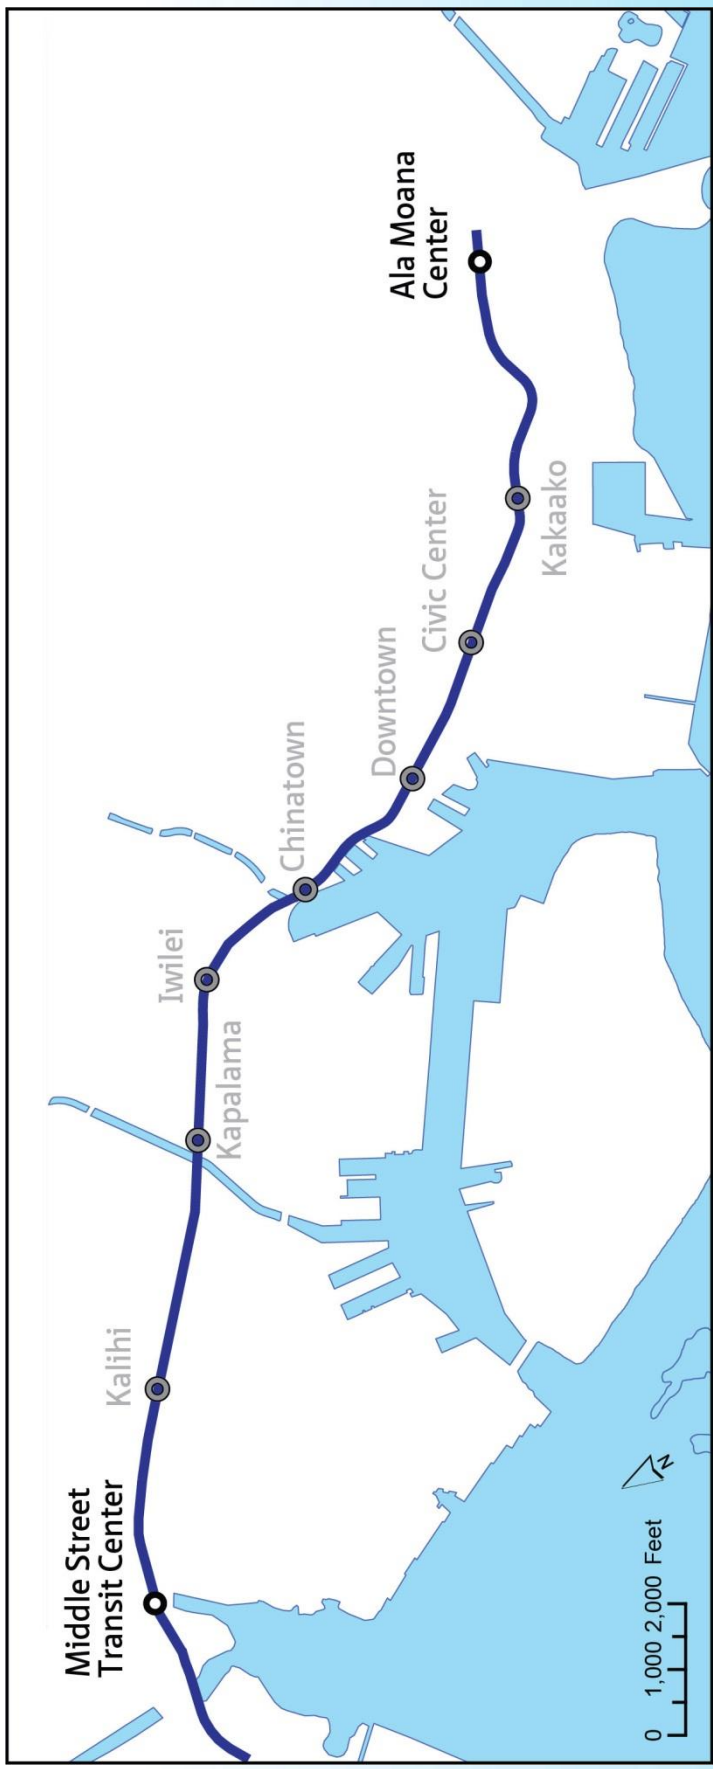 Middle Street
Transit Center
Kalihi
Kapalama
Iwilei
Chinatown
Downtown
Civic Center
Kakaako
Ala Moana
Center
0 1,000 2,000 Feet
N